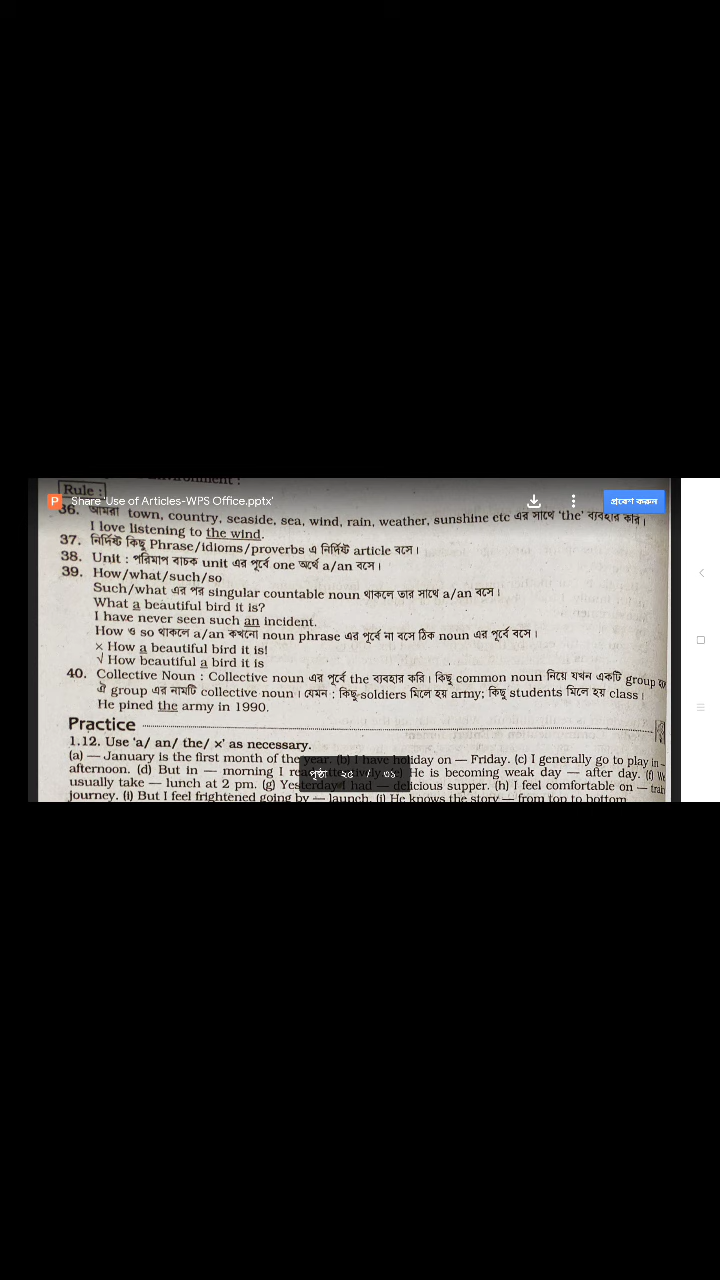 Rule :
Share 'Use of Articles-WPS Office.pptx'
প্রবেশ করুন
36. আমরা town, country, seaside, sea, wind, rain, weather, sunshine etc এর সাথে 'the' ব্যবহার করি।
I love listening to the wind.
37. নির্দিষ্ট কিছু Phrase/idioms/proverbs এ নির্দিষ্ট article বসে।
38. Unit : পরিমাপ বাচক unit এর পূর্বে one অর্থে a/an বসে।
39. How/what/such/so
Such/what এর পর singular countable noun থাকলে তার সাথে a/an বসে।
What a beautiful bird it is?
I have never seen such an incident.
How ও so থাকলে a/an কখনো noun phrase এর পূর্বে না বসে ঠিক noun এর পূর্বে বসে।
× How a beautiful bird it is!
√ How beautiful a bird it is
40. Collective Noun : Collective noun এর পূর্বে the ব্যবহার করি। কিছু common noun নিয়ে যখন একটি group
ঐ group এর নামটি collective noun। যেমন : কিছু-soldiers মিলে হয় army; কিছু students মিলে হয় class।
He pined the army in 1990.
Practice
1.12. Use 'a/ an/ the/ x' as necessary.
(a) — January is the first month of the year. (b) I have holiday on — Friday. (c) I generally go to play in –
afternoon. (d) But in — morning I He is becoming weak day — after day. (f)
পৃষ্ঠা ২৫ / ৩১
usually take — lunch at 2 pm. (g) Yesterday I had — delicious supper. (h) I feel comfortable on —
journey. (i) But I feel frightened going by — launch. (j) He knows the story — from top to bottom